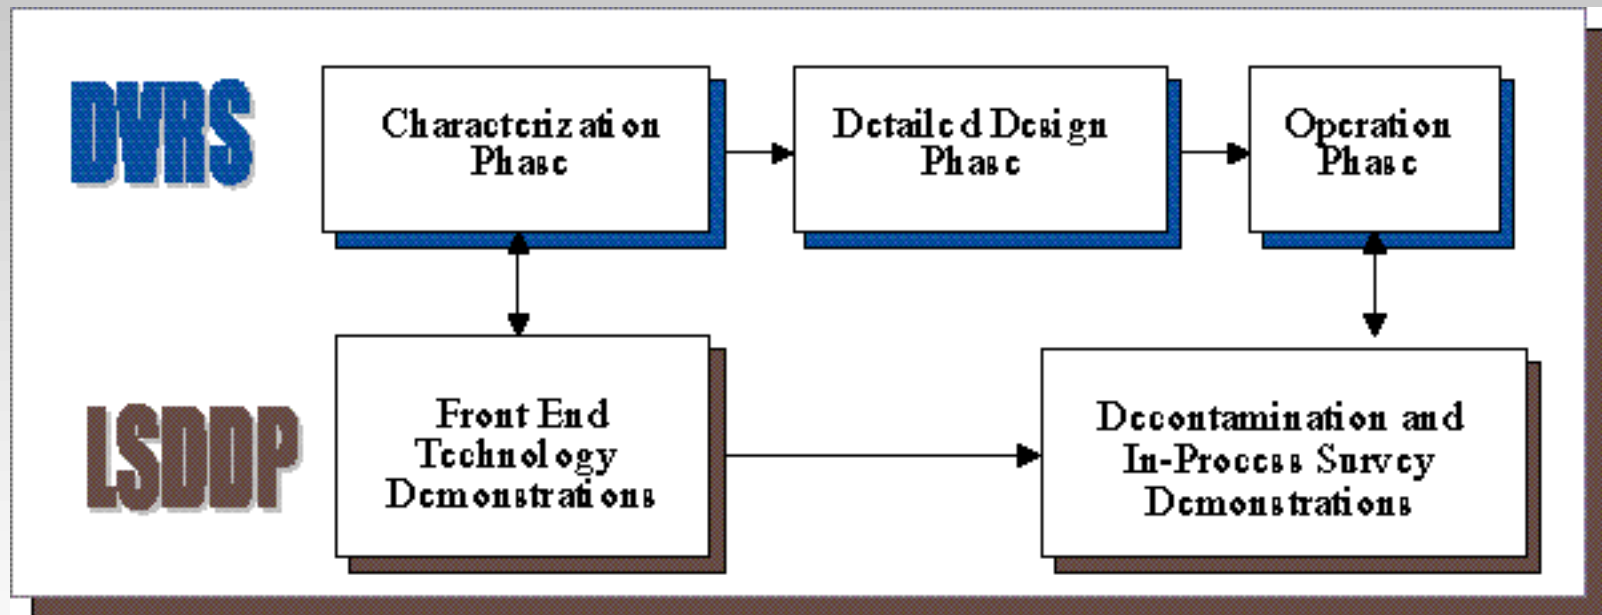 DVRS
Characterization
Phase
Detailed Design
Phase
Operation
Phase
LSDDP
Front End
Technology
Demonstrations
Decontamination and
In-Process Survey
Demonstrations